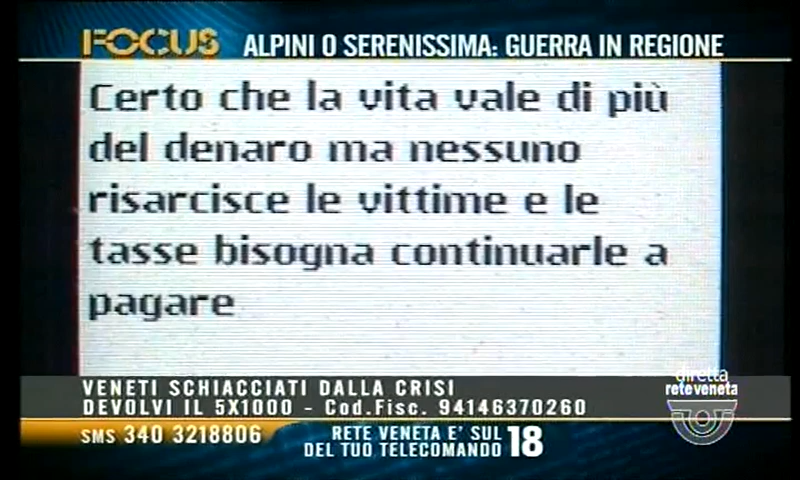 FOCUS ALPINI O SERENISSIMA: GUERRA IN REGIONE
Certo che la vita vale di più
del denaro ma nessuno
risarcisce le vittime e le
tasse bisogna continuarle a
pagare
diretta
reteveneta
VENETI SCHIACCIATI DALLA CRISI
DEVOLVI IL 5X1000 - Cod.Fisc. 94146370260
SMS 340 3218806
RETE VENETA E' SUL
DEL TUO TELECOMANDO 18